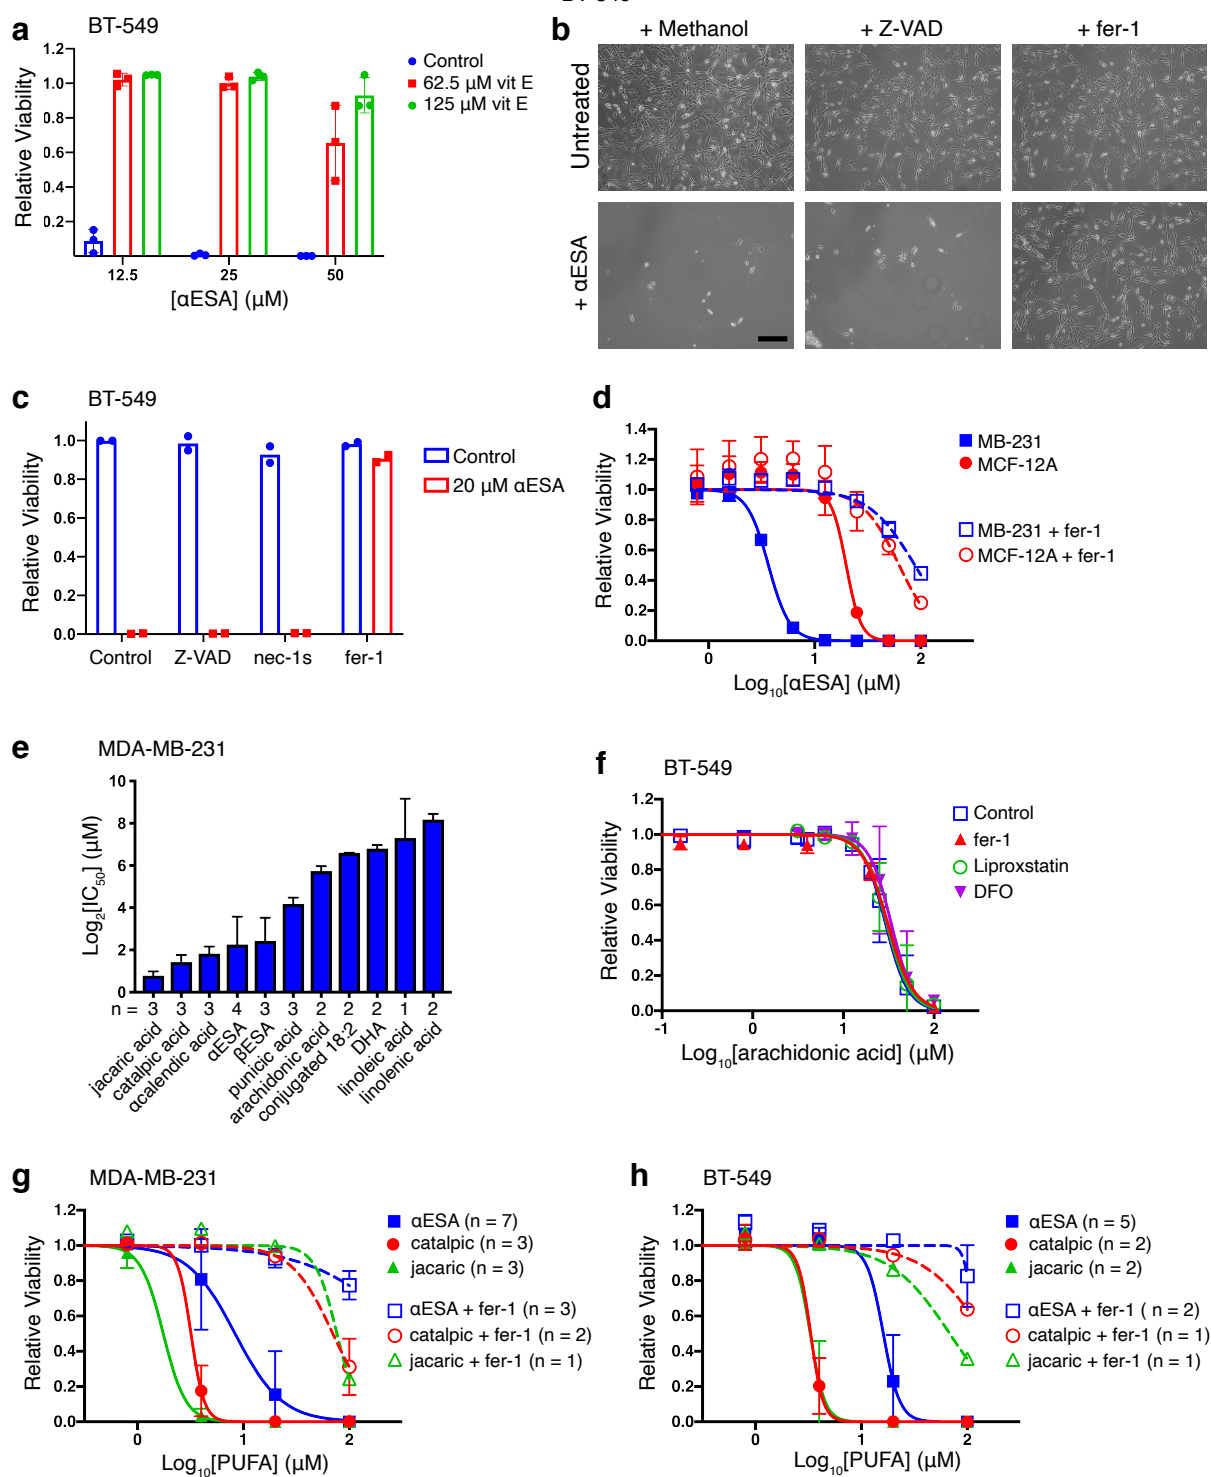 a
BT-549
1.2
1.0
0.8
0.6
0.4
0.2
Relative Viability
12.5
25
50
[αESA] (μM)
Control
62.5 μM vit E
125 μM vit E
b
+ Methanol
+ Z-VAD
+ fer-1
Untreated
+ αESA
c
BT-549
1.0
0.8
0.6
0.4
0.2
0.0
Relative Viability
Control
Z-VAD
nec-1s
fer-1
Control
20 μM αESA
d
1.4
1.2
1.0
0.8
0.6
0.4
0.2
0.0
Relative Viability
0
1
2
Log10[αESA] (μM)
MB-231
MCF-12A
MB-231 + fer-1
MCF-12A + fer-1
e
MDA-MB-231
10
8
6
4
2
0
Log2[IC50] (μM)
n = 3 3 3 4 3 3 2 2 2 1 2
jacaric acid
catalpic acid
αcalendic acid
αESA
βESA
punicic acid
arachidonic acid
conjugated 18:2
DHA
linoleic acid
linolenic acid
f
BT-549
1.2
1.0
0.8
0.6
0.4
0.2
0.0
Relative Viability
-1
0
1
2
Log10[arachidonic acid] (μM)
Control
fer-1
Liproxstatin
DFO
g
MDA-MB-231
1.2
1.0
0.8
0.6
0.4
0.2
0.0
Relative Viability
0
1
2
Log10[PUFA] (μM)
αESA (n = 7)
catalpic (n = 3)
jacaric (n = 3)
αESA + fer-1 (n = 3)
catalpic + fer-1 (n = 2)
jacaric + fer-1 (n = 1)
h
BT-549
1.2
1.0
0.8
0.6
0.4
0.2
0.0
Relative Viability
0
1
2
Log10[PUFA] (μM)
αESA (n = 5)
catalpic (n = 2)
jacaric (n = 2)
αESA + fer-1 ( n = 2)
catalpic + fer-1 (n = 1)
jacaric + fer-1 (n = 1)